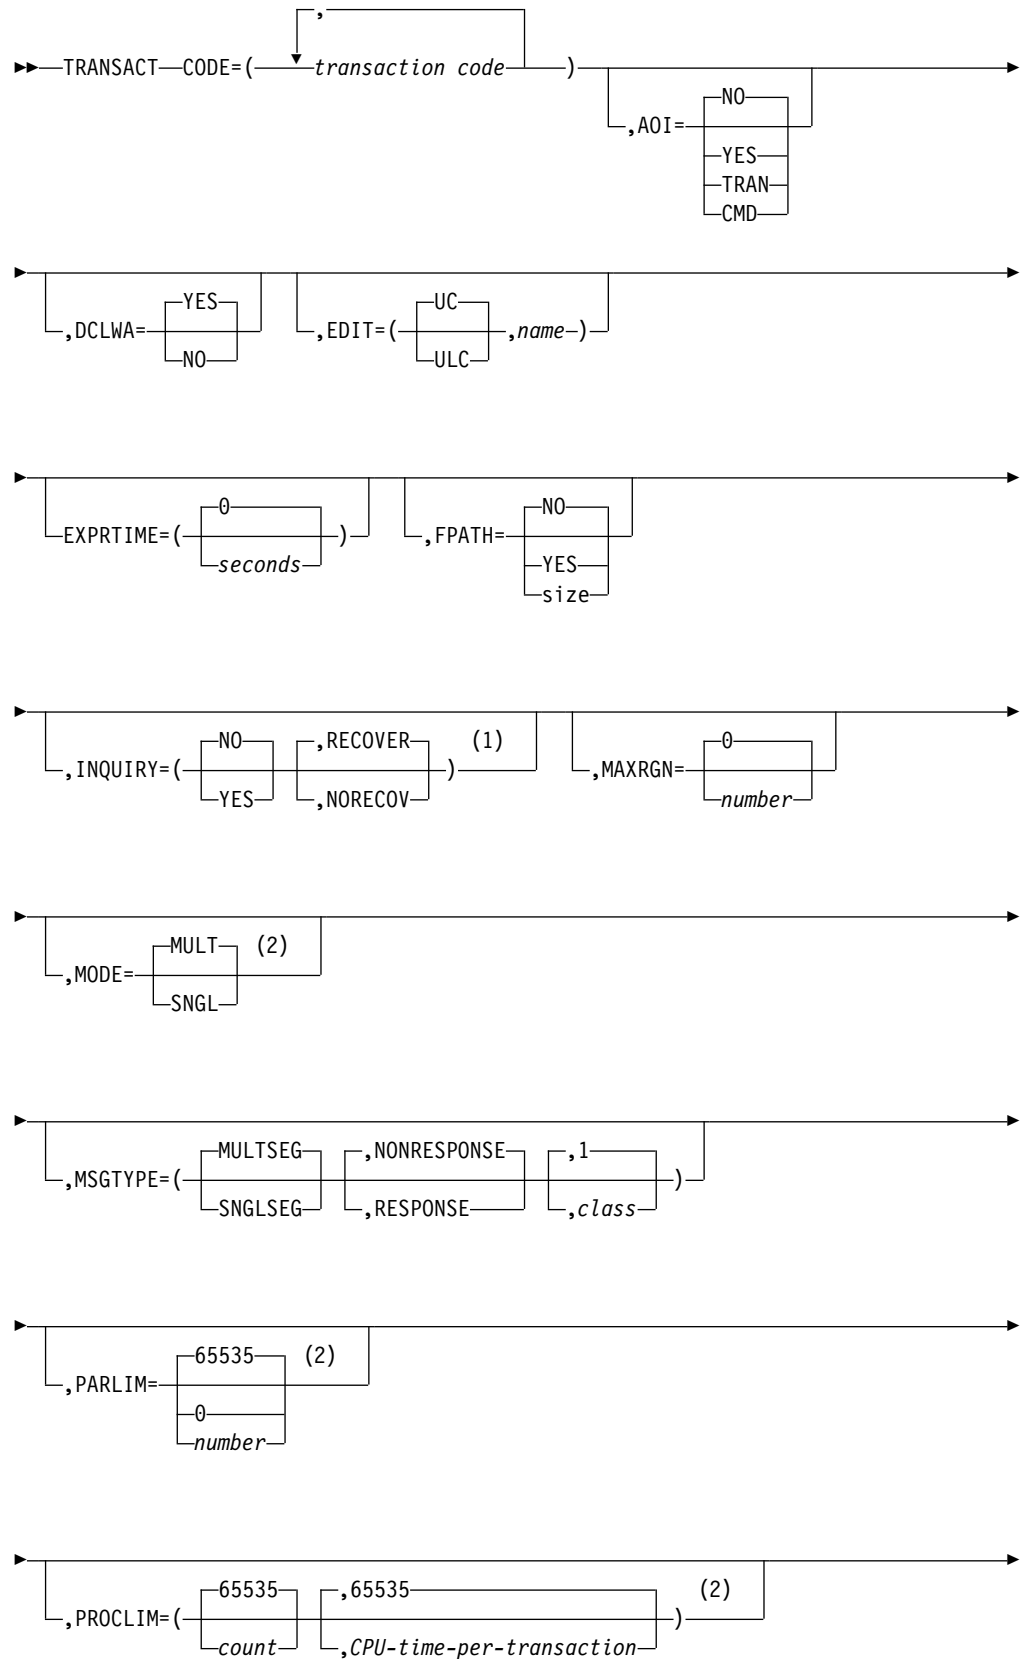 ,
TRANSACT CODE=( transaction code )
NO
,AOI=
YES
TRAN
CMD
YES
,DCLWA=
NO
UC
,EDIT=( ,name )
ULC
0
EXPRTIME=( )
seconds
NO
,FPATH=
YES
size
NO ,RECOVER (1)
,INQUIRY=( )
YES ,NORECOV
0
,MAXRGN=
number
MULT (2)
,MODE=
SNGL
MULTSEG ,NONRESPONSE ,1
,MSGTYPE=( )
SNGLSEG ,RESPONSE ,class
65535 (2)
,PARLIM=
0
number
65535 ,65535 (2)
,PROCLIM=( )
count ,CPU-time-per-transaction